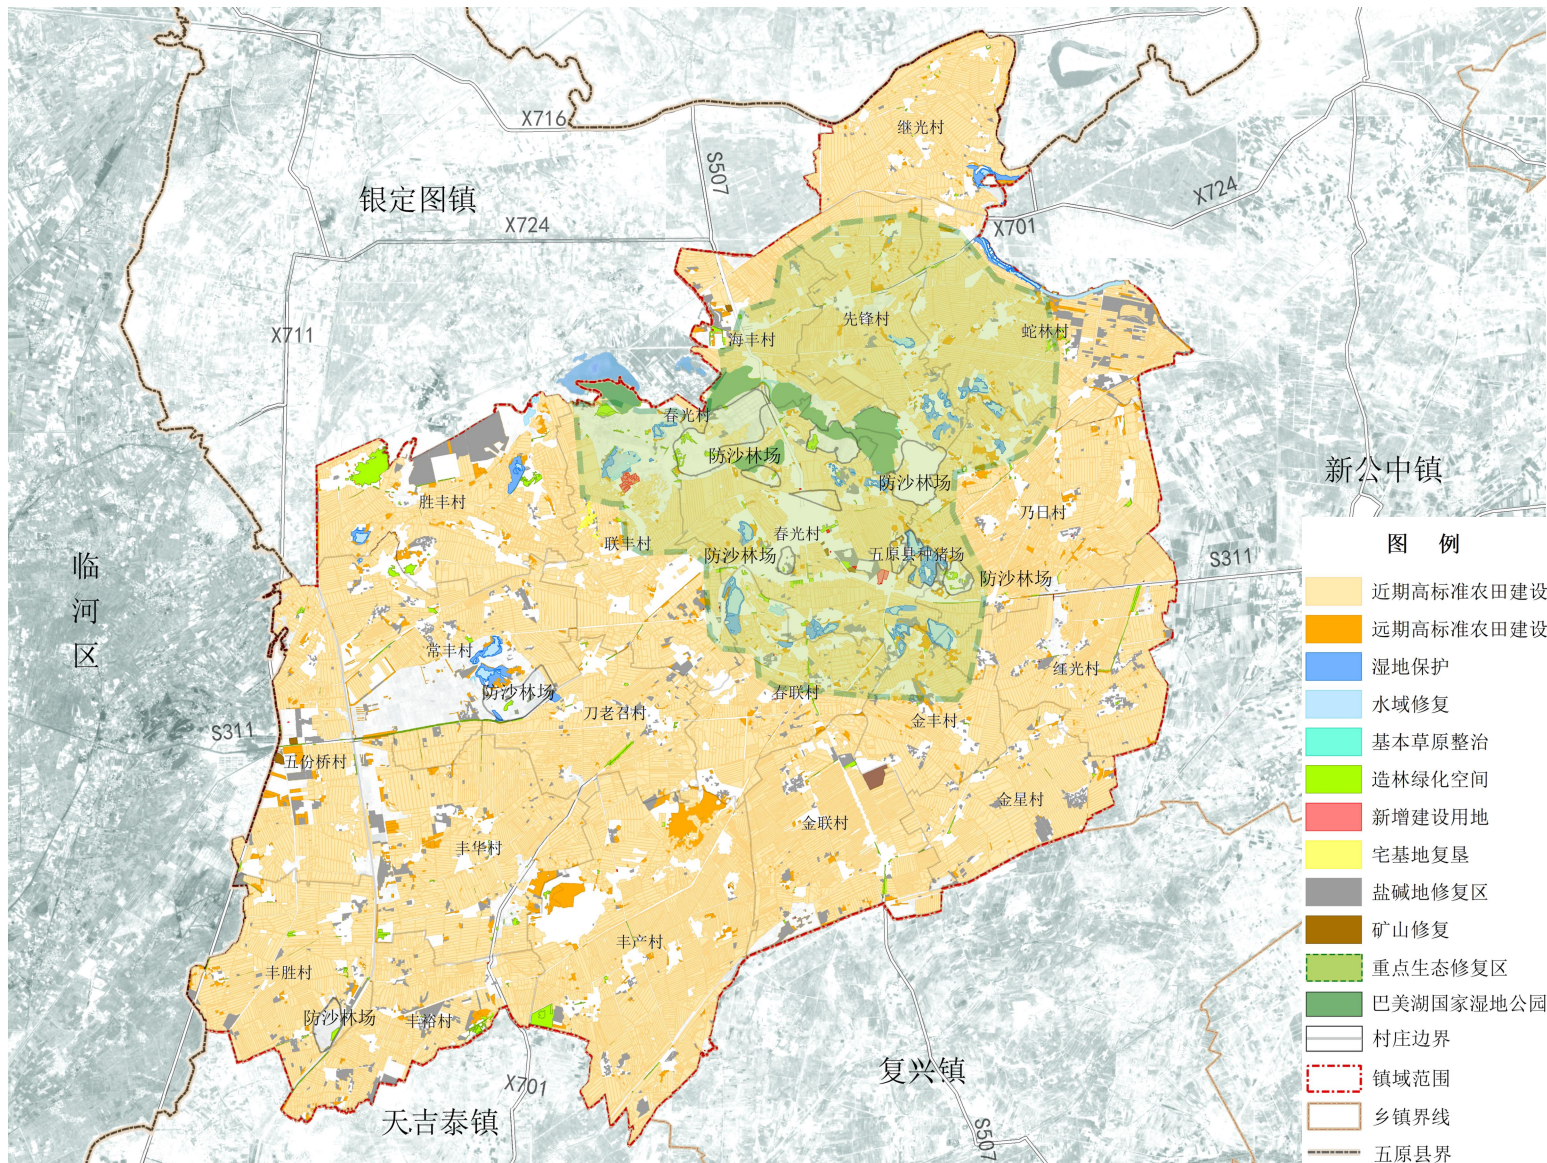 继光村
X716
S507
银定图镇
X724
X724
X701
先锋村
蛇林村
X711
海丰村
春光村
防沙林场
新公中镇
防沙林场
胜丰村
乃日村
春光村
联丰村
防沙林场
五原县种猪场
防沙林场
S311
临河区
常丰村
继光村
防沙林场
春联村
刀老召村
金丰村
S311
五份桥村
金星村
金联村
丰华村
丰产村
丰胜村
防沙林场
丰裕村
复兴镇
X701
天吉泰镇
S507
图 例
近期高标准农田建设
远期高标准农田建设
湿地保护
水域修复
基本草原整治
造林绿化空间
新增建设用地
宅基地复垦
盐碱地修复区
矿山修复
重点生态修复区
巴美湖国家湿地公园
村庄边界
镇域范围
乡镇界线
五原县界